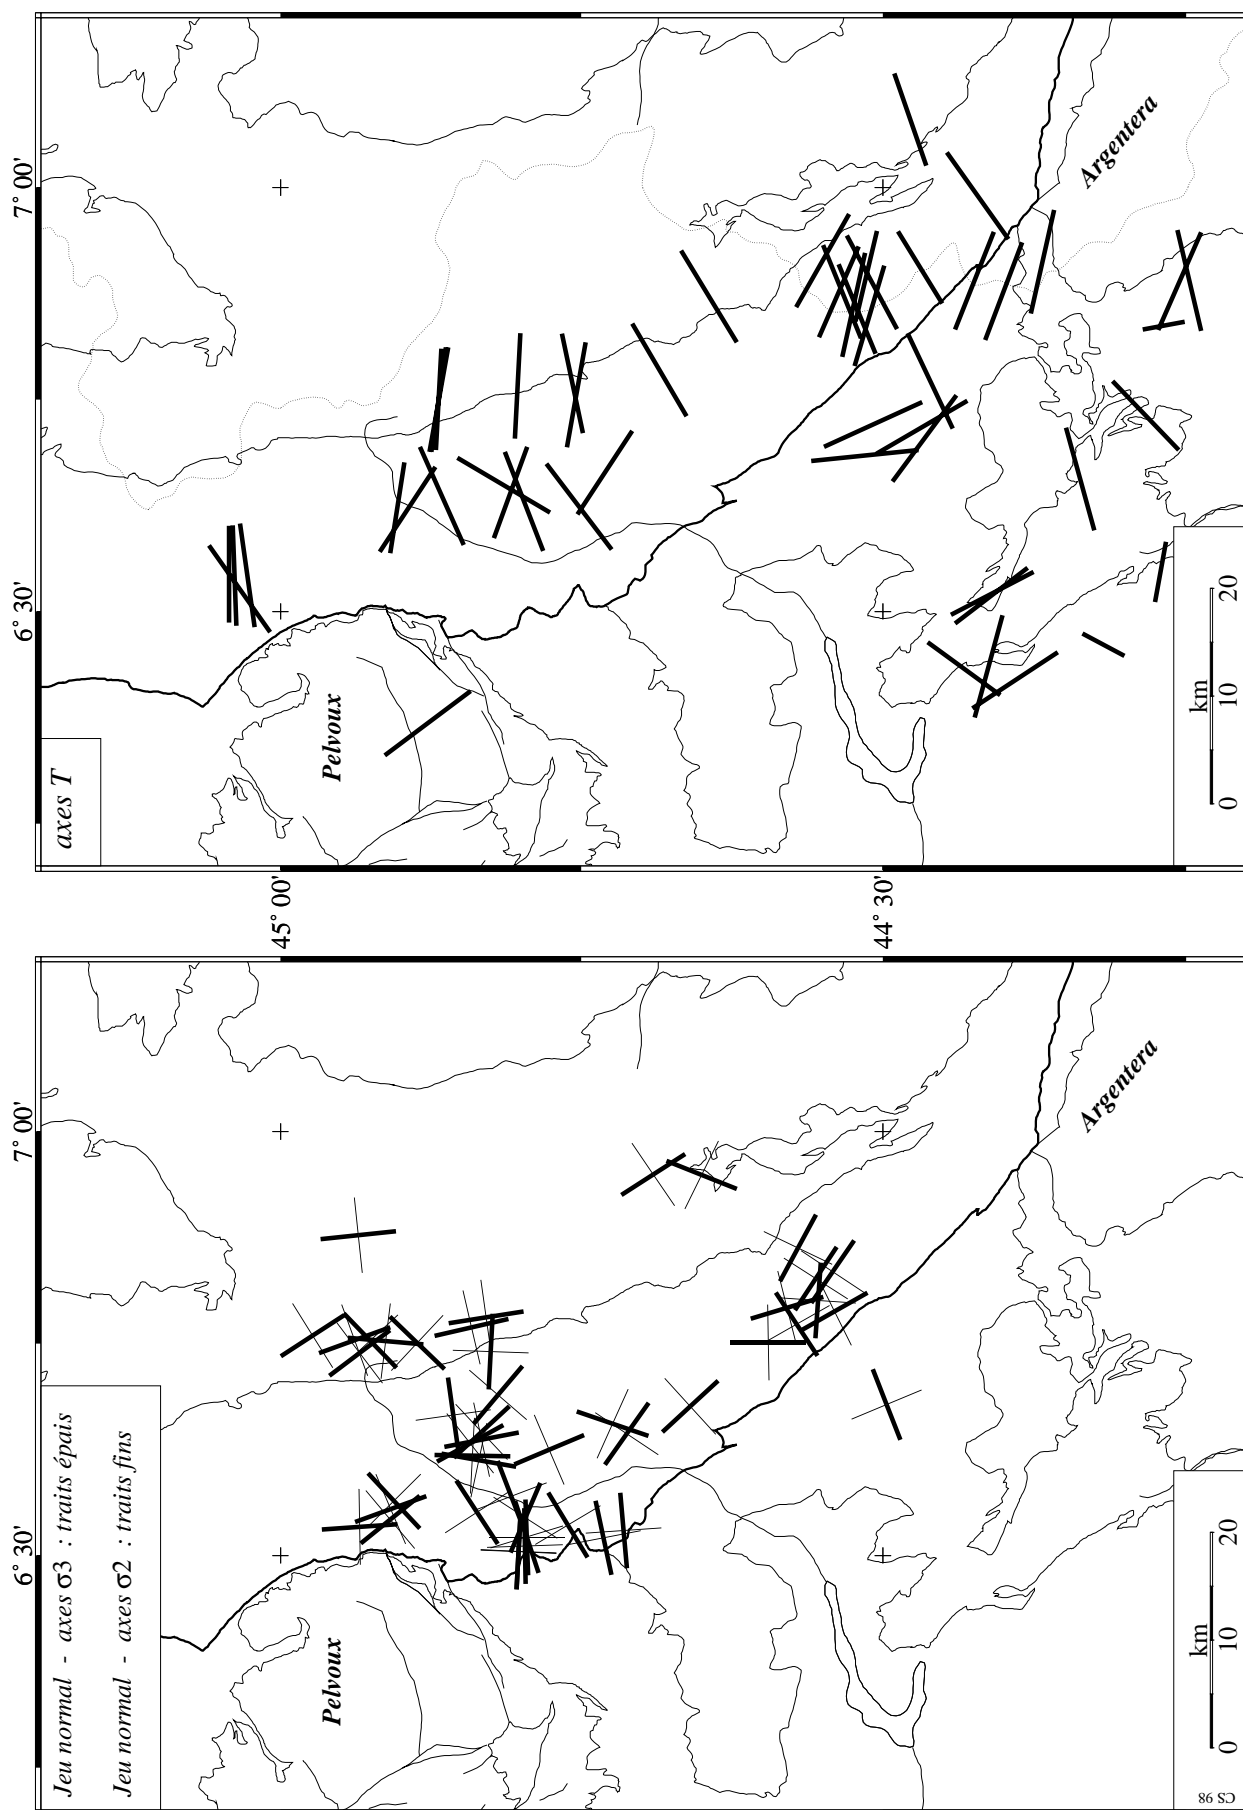 Jeu normal - axes σ3 : traits épais
Jeu normal - axes σ2 : traits fins
6° 30'
7° 00'
Pelvoux
Argentera
km
0 10 20
CS 98
45° 00'
44° 30'
axes T
6° 30'
7° 00'
Pelvoux
Argentera
km
0 10 20